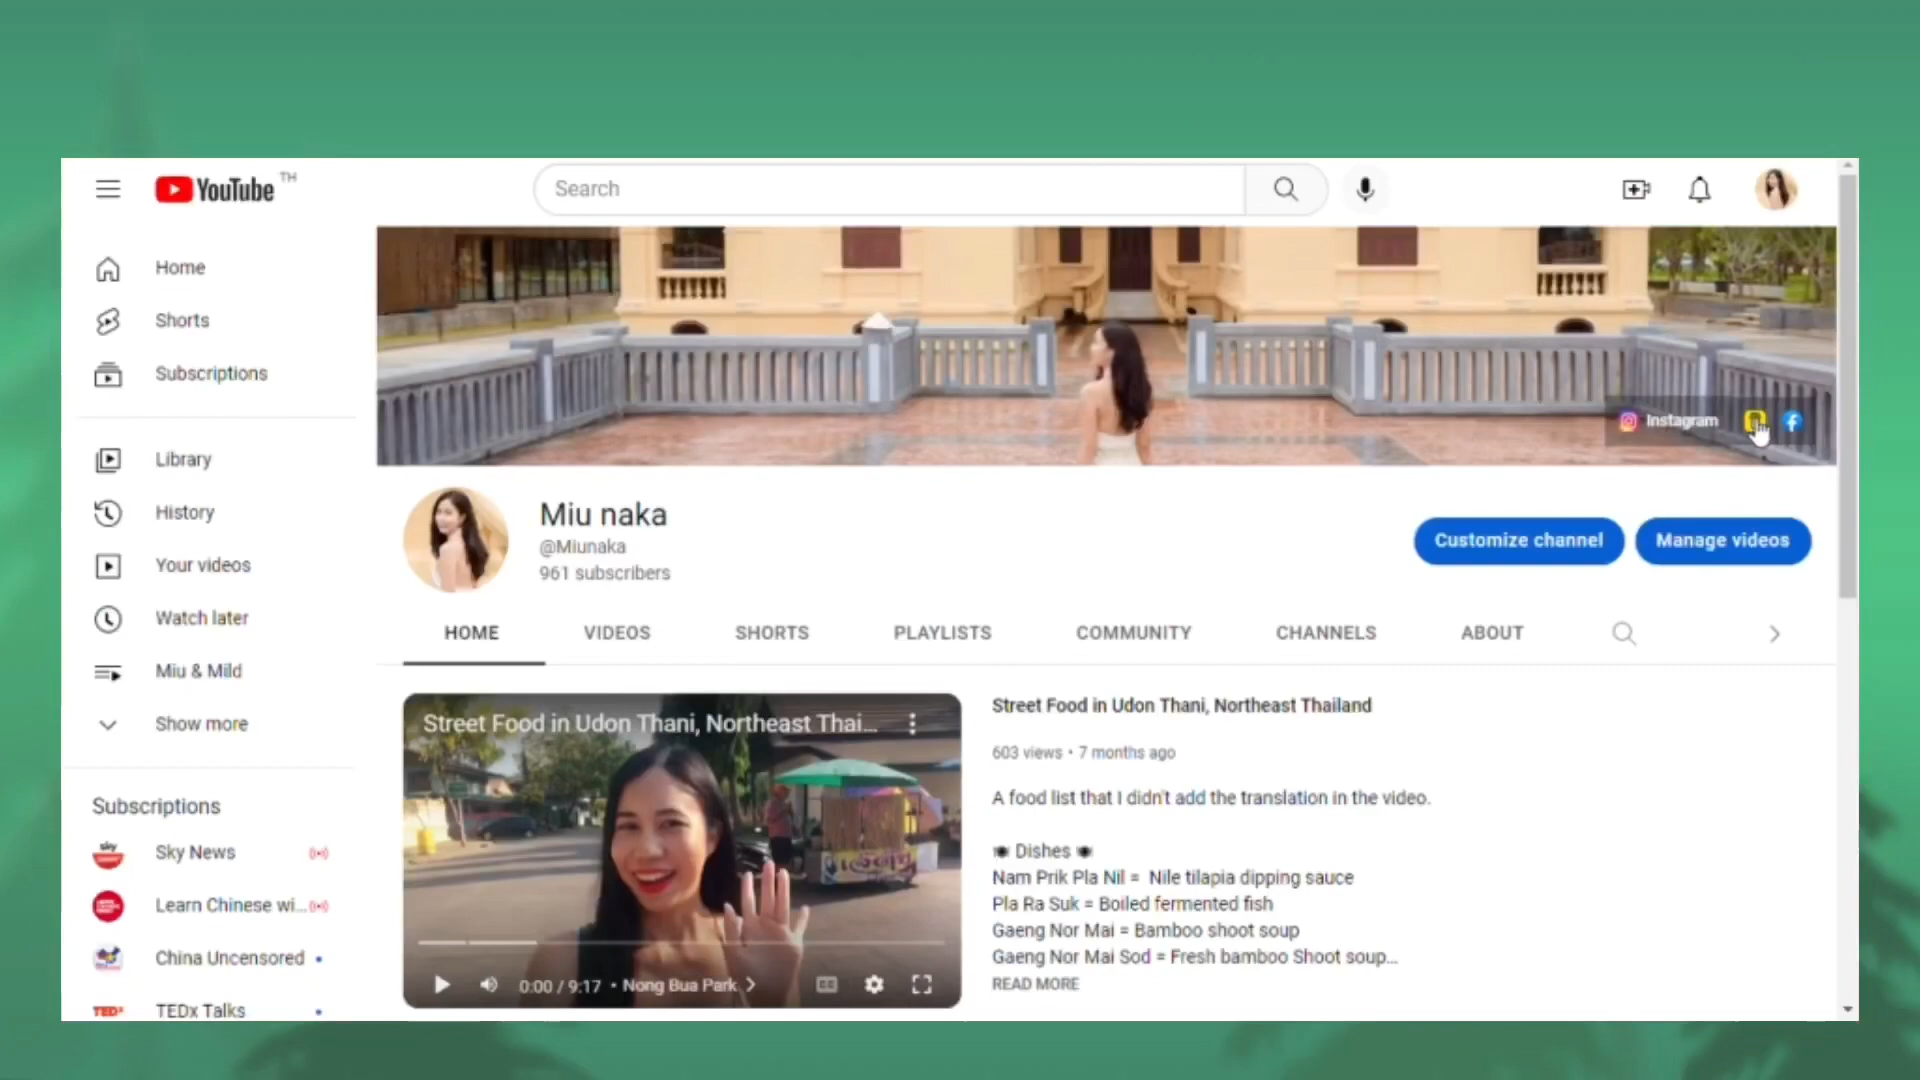 YouTube TH
Search
Home
Shorts
Subscriptions
Library
History
Your videos
Watch later
Miu & Mild
Show more
Subscriptions
Sky News
Learn Chinese wi...
China Uncensored
TEDx Talks
Instagram
Miu naka
@Miunaka
961 subscribers
Customize channel
Manage videos
HOME
VIDEOS
SHORTS
PLAYLISTS
COMMUNITY
CHANNELS
ABOUT
Street Food in Udon Thani, Northeast Thai...
0:00 / 9:17 • Nong Bua Park
Street Food in Udon Thani, Northeast Thailand
603 views • 7 months ago
A food list that I didn't add the translation in the video.
Dishes
Nam Prik Pla Nil = Nile tilapia dipping sauce
Pla Ra Suk = Boiled fermented fish
Gaeng Nor Mai = Bamboo shoot soup
Gaeng Nor Mai Sod = Fresh bamboo Shoot soup...
READ MORE